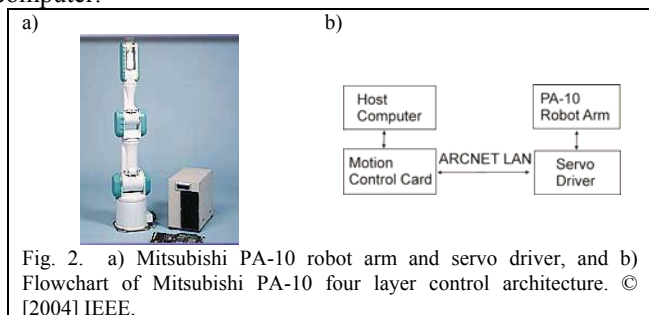 computer.
a)
b)
Host
Computer
PA-10
Robot Arm
Motion
Control Card
ARCNET LAN
Servo
Driver
Fig. 2. a) Mitsubishi PA-10 robot arm and servo driver, and b)
Flowchart of Mitsubishi PA-10 four layer control architecture. ©
[2004] IEEE.